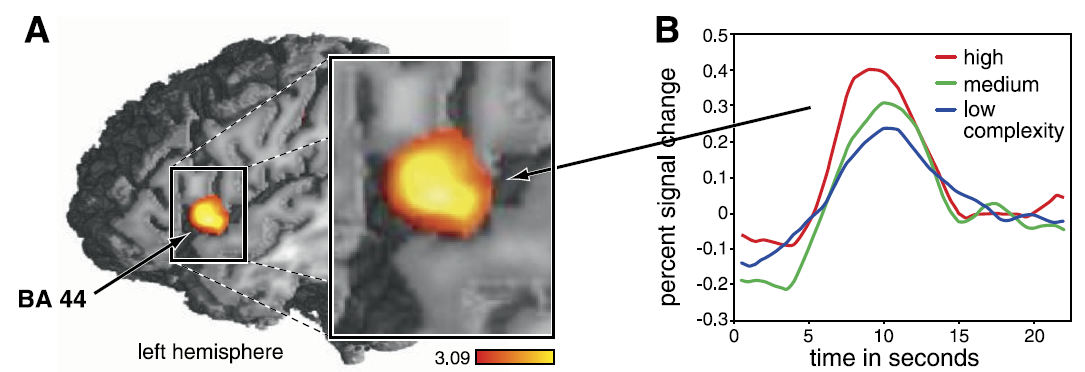 A
BA 44
left hemisphere
3.09
B
percent signal change
0.5
0.4
0.3
0.2
0.1
0
-0.1
-0.2
-0.3
high
medium
low
complexity
0
5
10
15
20
time in seconds